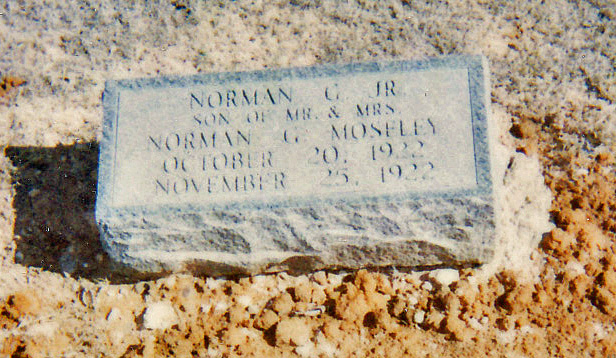 NORMAN G. JR.
SON OF MR. & MRS.
NORMAN G. MOSELEY
OCTOBER 20, 1922
NOVEMBER 25, 1922